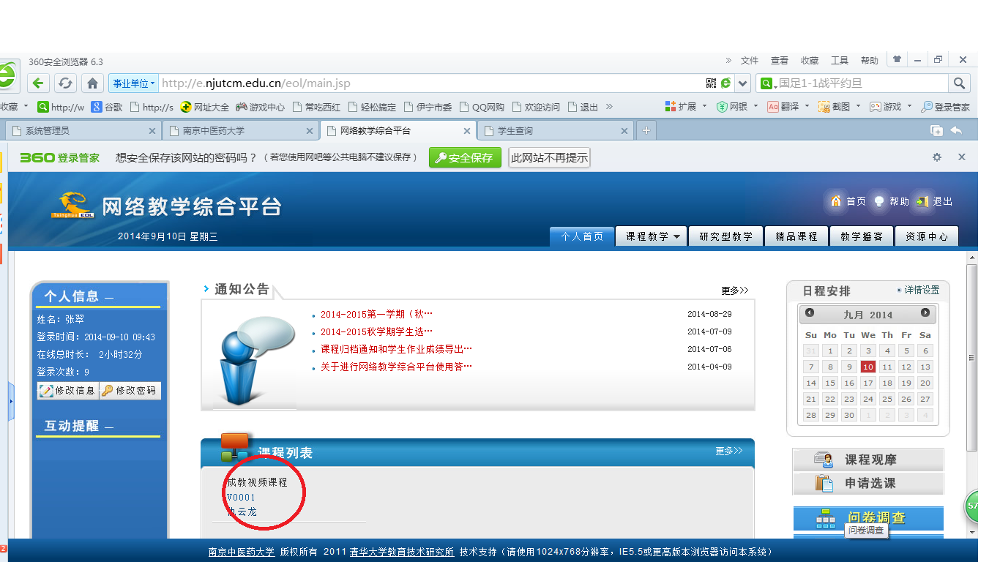 360安全浏览器 6.3
» 文件 查看 收藏 工具 帮助
事业单位 http://e.njutcm.edu.cn/eol/main.jsp 国足1-1战平约旦
收藏 http://w 谷歌 http://s 网址大全 游戏中心 常吃西红 轻松搞定 伊宁市委 QQ网购 欢迎访问 退出 » 扩展 网银 翻译 截图 游戏 登录管家
系统管理员 南京中医药大学 网络教学综合平台 学生查询
360 登录管家 想安全保存该网站的密码吗？（若您使用网吧等公共电脑不建议保存） 安全保存 此网站不再提示
Tsinghua EOL 网络教学综合平台
首页 帮助 退出
2014年9月10日 星期三
个人首页 课程教学 研究型教学 精品课程 教学播客 资源中心
个人信息
姓名：张翠
登录时间：2014-09-10 09:43
在线总时长： 2小时32分
登录次数：9
修改信息 修改密码
互动提醒
通知公告 更多>>
2014-2015第一学期（秋… 2014-08-29
2014-2015秋学期学生选… 2014-07-09
课程归档通知和学生作业成绩导出… 2014-07-06
关于进行网络教学综合平台使用答… 2014-04-09
课程列表 更多>>
成教视频课程
V0001
仇云龙
日程安排 详情设置
九月 2014
Su Mo Tu We Th Fr Sa
31 1 2 3 4 5 6
7 8 9 10 11 12 13
14 15 16 17 18 19 20
21 22 23 24 25 26 27
28 29 30 1 2 3 4
课程观摩
申请选课
57
问卷调查
问卷调查
2
南京中医药大学 版权所有 2011 清华大学教育技术研究所 技术支持（请使用1024x768分辨率，IE5.5或更高版本浏览器访问本系统）